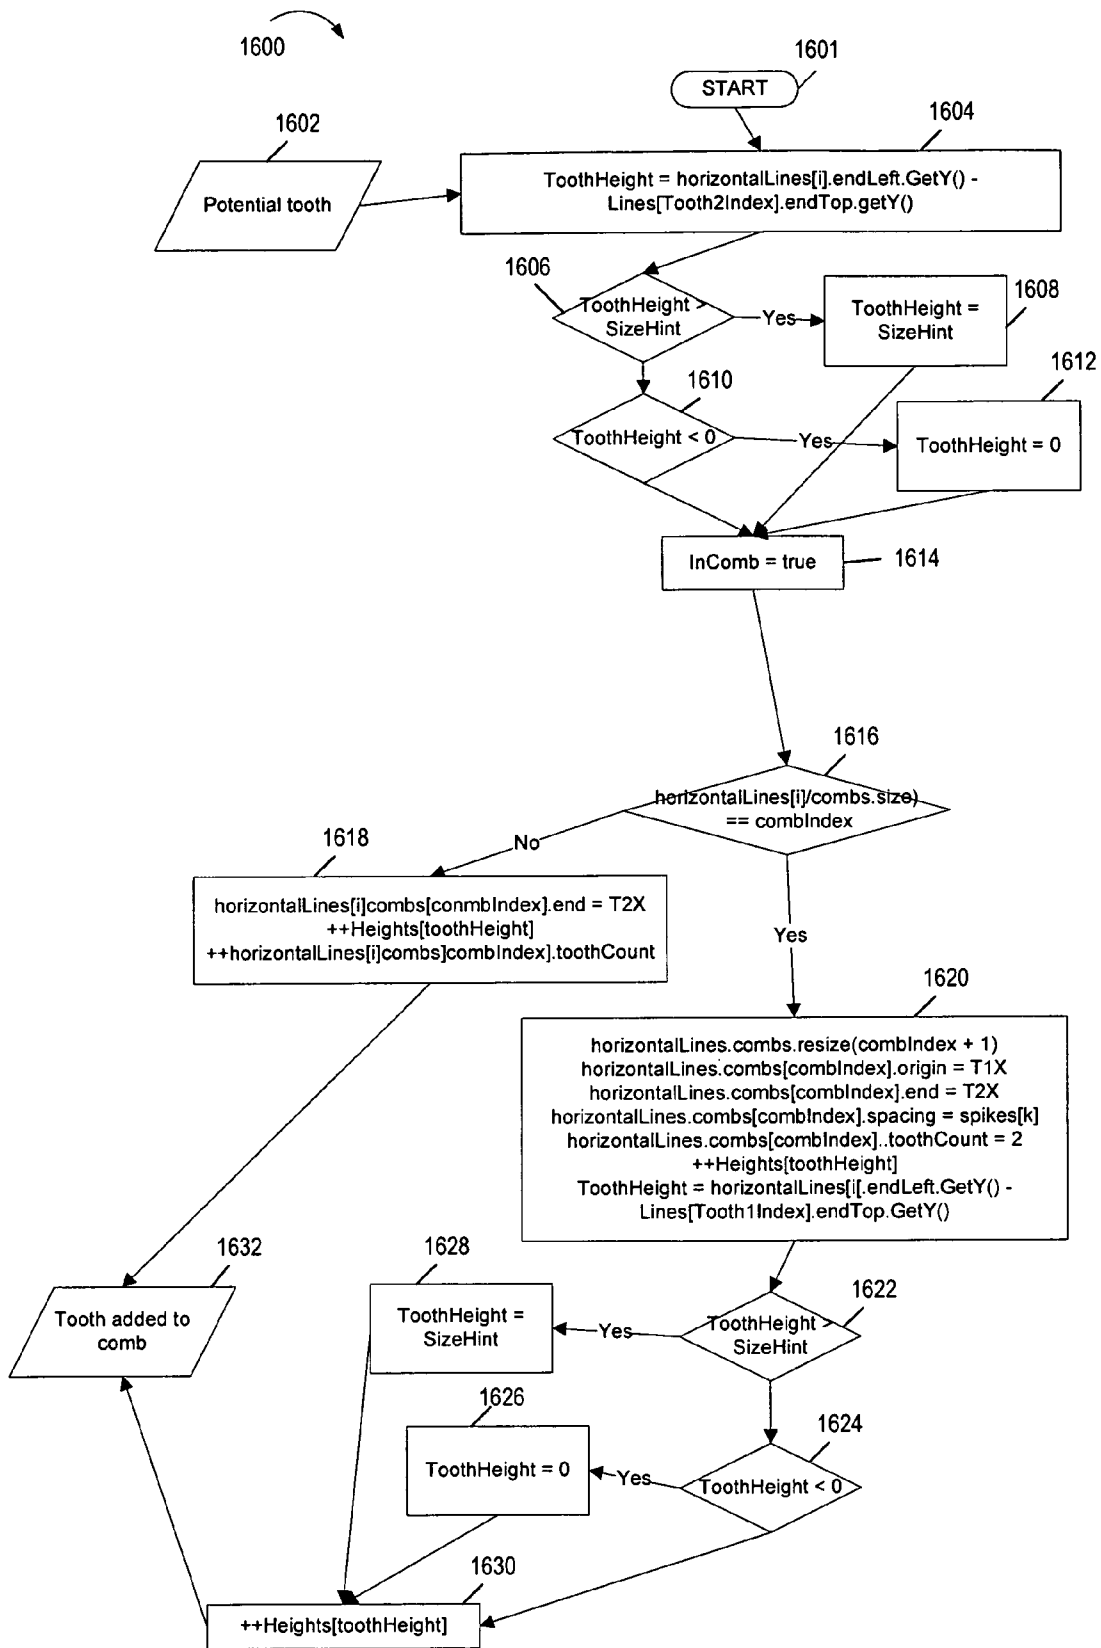 1600
1601
START
1602
1604
Potential tooth
ToothHeight = horizontalLines[i].endLeft.GetY() -
Lines[Tooth2Index].endTop.getY()
1606
ToothHeight >
SizeHint
Yes
1608
ToothHeight =
SizeHint
1610
ToothHeight < 0
Yes
1612
ToothHeight = 0
InComb = true
1614
1616
horizontalLines[i]/combs.size)
== combIndex
No
1618
horizontalLines[i]combs[conmbIndex].end = T2X
++Heights[toothHeight]
++horizontalLines[i]combs]combIndex].toothCount
Yes
1620
horizontalLines.combs.resize(combIndex + 1)
horizontalLines.combs[combIndex].origin = T1X
horizontalLines.combs[combIndex].end = T2X
horizontalLines.combs[combIndex].spacing = spikes[k]
horizontalLines.combs[combIndex]..toothCount = 2
++Heights[toothHeight]
ToothHeight = horizontalLines[i[.endLeft.GetY() -
Lines[Tooth1Index].endTop.GetY()
1632
Tooth added to
comb
1628
ToothHeight =
SizeHint
Yes
1622
ToothHeight >
SizeHint
1626
ToothHeight = 0
Yes
1624
ToothHeight < 0
1630
++Heights[toothHeight]